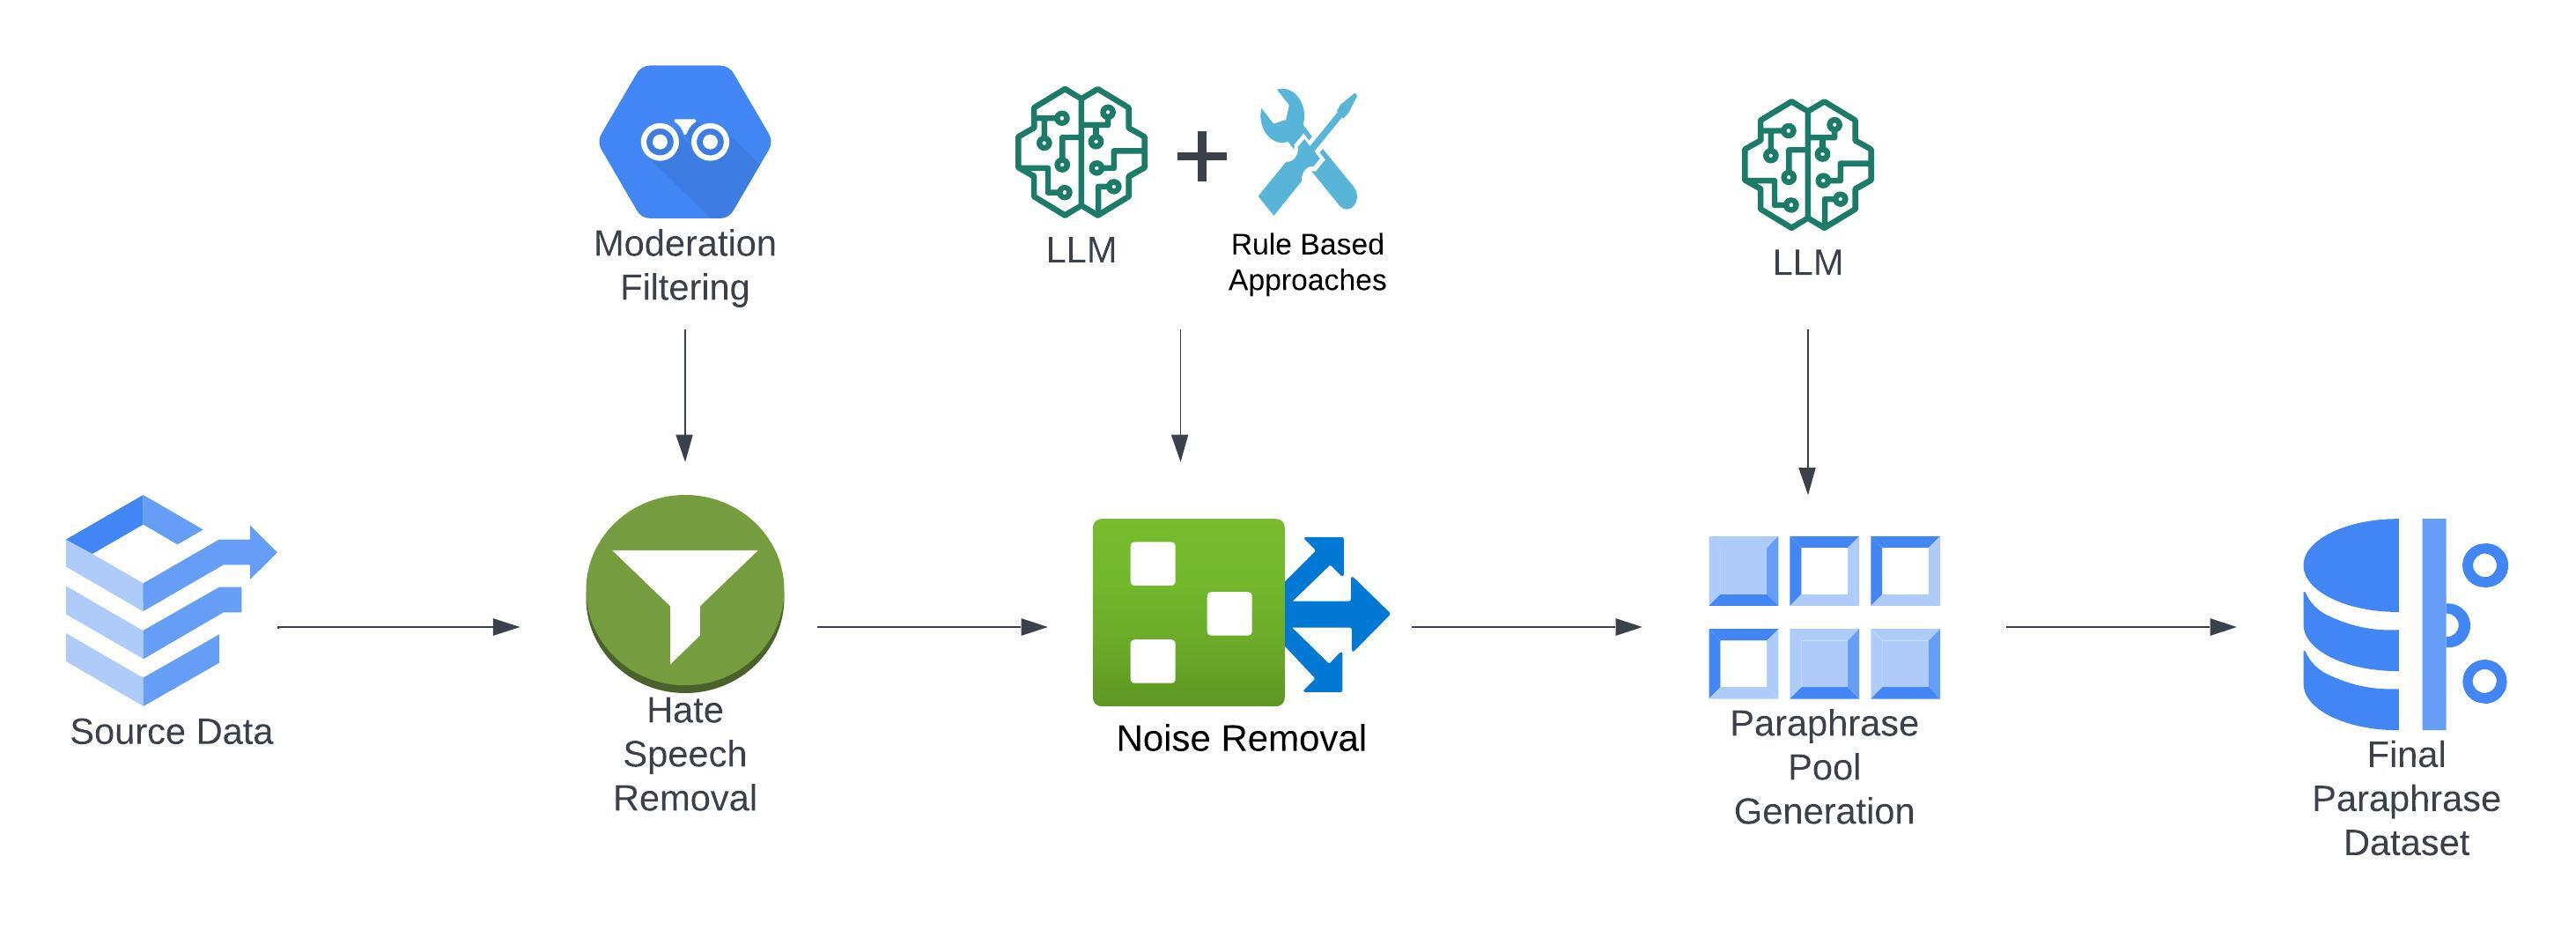 Moderation
Filtering
LLM
Rule Based
Approaches
LLM
Source Data
Hate
Speech
Removal
Noise Removal
Paraphrase
Pool
Generation
Final
Paraphrase
Dataset